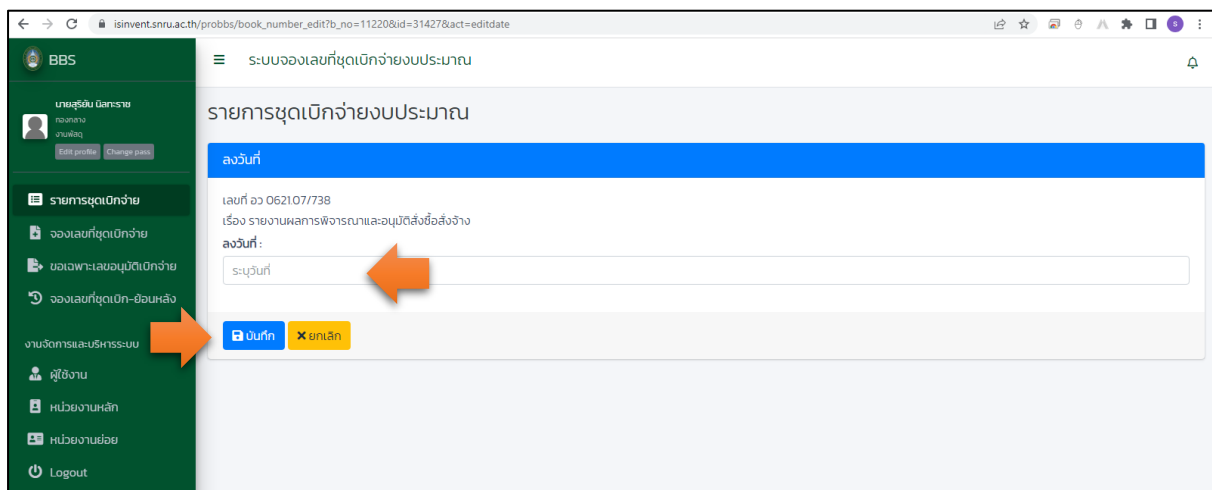 isinvent.snru.ac.th/probbs/book_number_edit?b_no=11220&id=31427&act=editdate
S
BBS
ระบบจองเลขที่ชุดเบิกจ่ายงบประมาณ
นายสุริยัน นิลทะราช
กองกลาง
งานพัสดุ
Edit profile Change pass
รายการชุดเบิกจ่าย
จองเลขที่ชุดเบิกจ่าย
ขอเฉพาะเลขอนุมัติเบิกจ่าย
จองเลขที่ชุดเบิก-ย้อนหลัง
งานจัดการและบริหารระบบ
ผู้ใช้งาน
หน่วยงานหลัก
หน่วยงานย่อย
Logout
รายการชุดเบิกจ่ายงบประมาณ
ลงวันที่
เลขที่ อว 0621.07/738
เรื่อง รายงานผลการพิจารณาและอนุมัติสั่งซื้อสั่งจ้าง
ลงวันที่ :
ระบุวันที่
บันทึก ยกเลิก